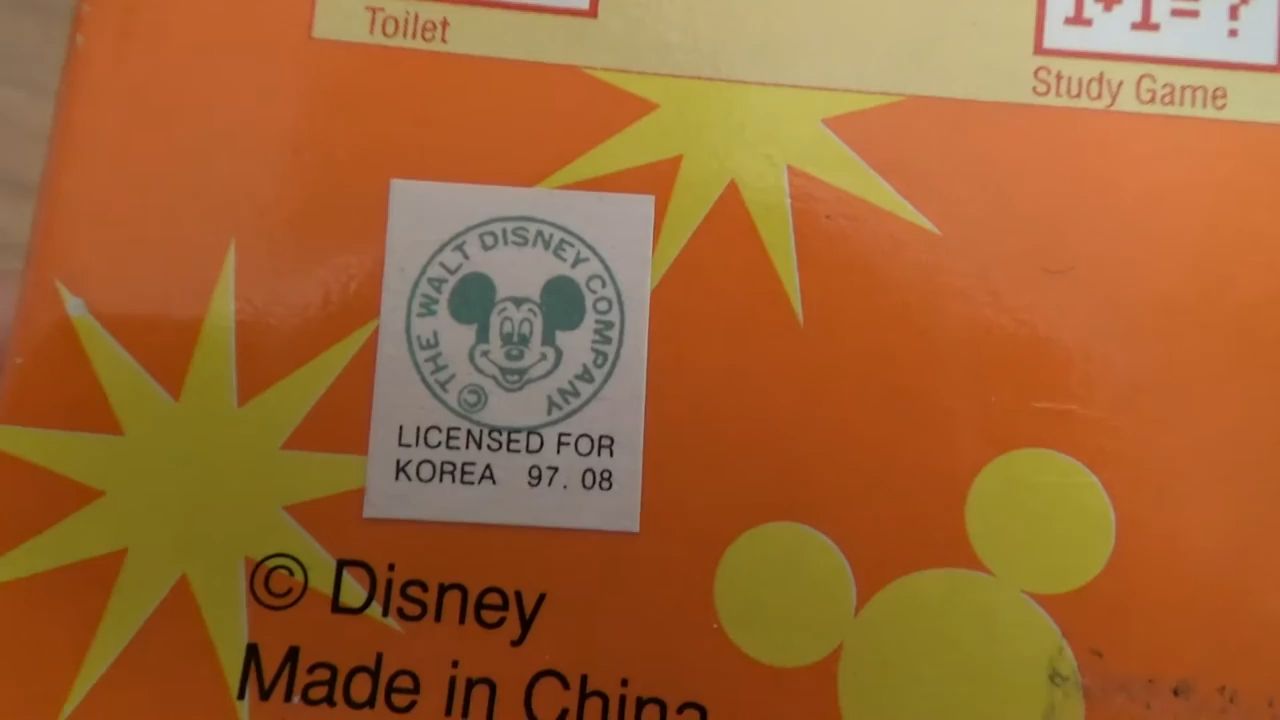 Toilet
1+1=?
Study Game
© THE WALT DISNEY COMPANY
LICENSED FOR
KOREA 97. 08
© Disney
Made in China